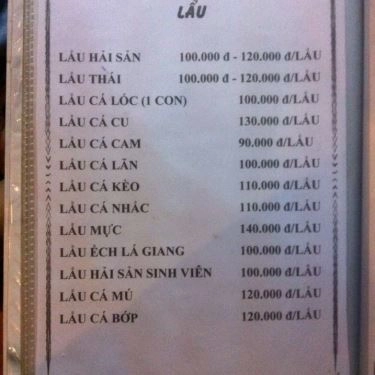 LẨU
LẨU HẢI SẢN 100.000 đ - 120.000 đ/LẨU
LẨU THÁI 100.000 đ - 120.000 đ/LẨU
LẨU CÁ LÓC (1 CON) 100.000 đ/LẨU
LẨU CÁ CU 130.000 đ/LẨU
LẨU CÁ CAM 90.000 đ/LẨU
LẨU CÁ LĂN 100.000 đ/LẨU
LẨU CÁ KÈO 110.000 đ/LẨU
LẨU CÁ NHÁC 110.000 đ/LẨU
LẨU MỰC 140.000 đ/LẨU
LẨU ẾCH LÁ GIANG 100.000 đ/LẨU
LẨU HẢI SẢN SINH VIÊN 100.000 đ/LẨU
LẨU CÁ MÚ 120.000 đ/LẨU
LẨU CÁ BỚP 120.000 đ/LẨU